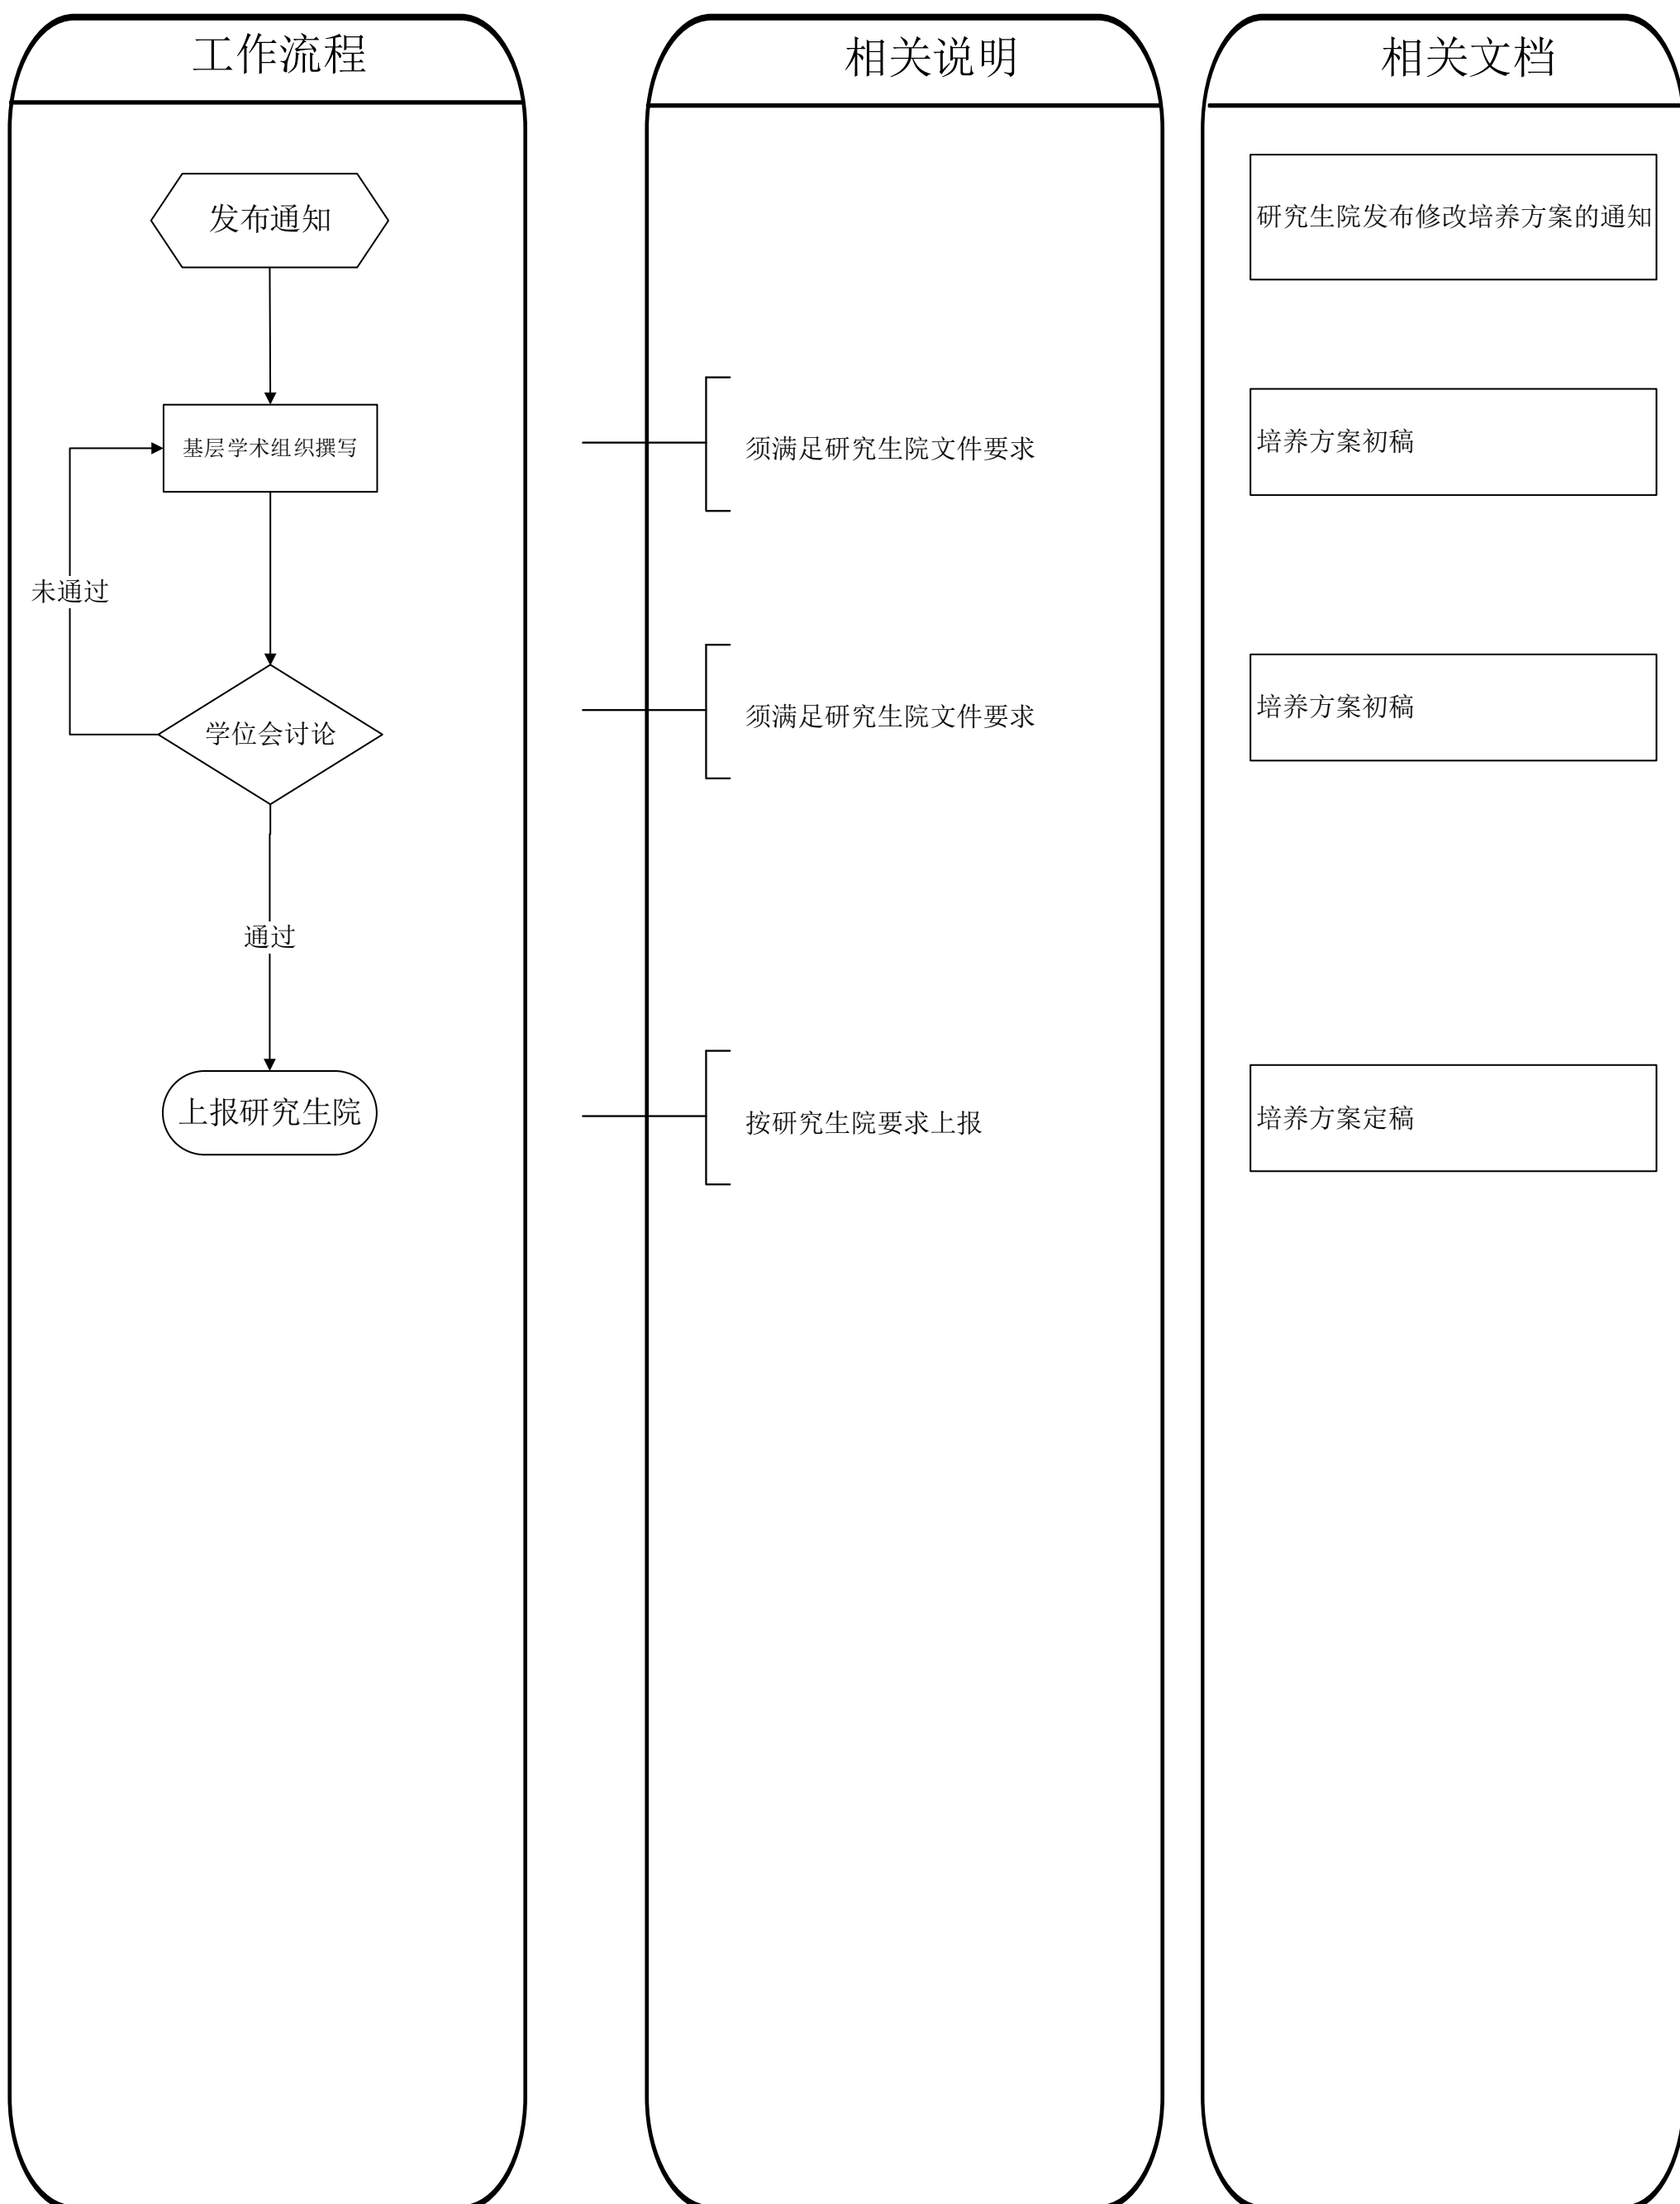 工作流程
相关说明
相关文档
发布通知
研究生院发布修改培养方案的通知
基层学术组织撰写
须满足研究生院文件要求
培养方案初稿
未通过
学位会讨论
须满足研究生院文件要求
培养方案初稿
通过
上报研究生院
按研究生院要求上报
培养方案定稿